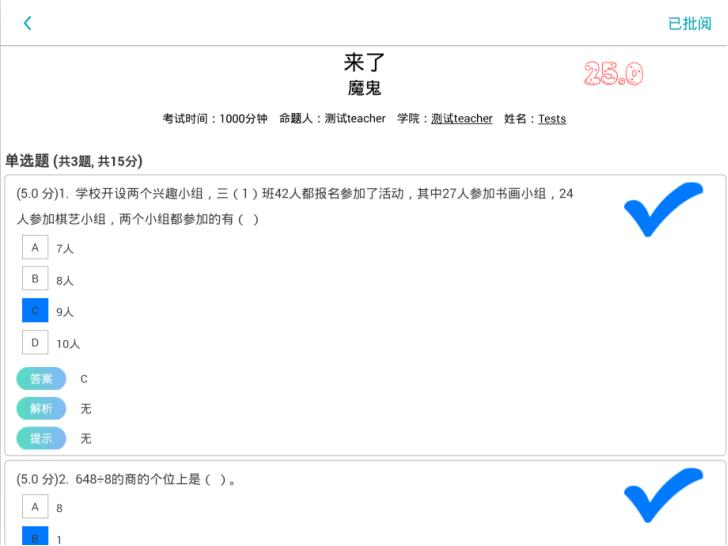 已批阅
来了
魔鬼
25.0
考试时间：1000分钟 命题人：测试teacher 学院：测试teacher 姓名：Tests
单选题 (共3题, 共15分)
(5.0 分)1. 学校开设两个兴趣小组，三（1）班42人都报名参加了活动，其中27人参加书画小组，24
人参加棋艺小组，两个小组都参加的有（ ）
A 7人
B 8人
C 9人
D 10人
答案 C
解析 无
提示 无
(5.0 分)2. 648÷8的商的个位上是（ ）。
A 8
B 1